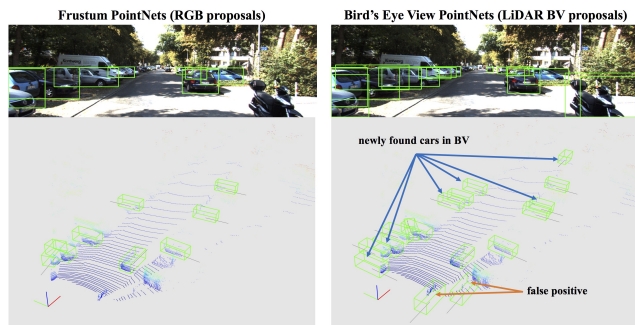 Frustum PointNets (RGB proposals)
Bird's Eye View PointNets (LiDAR BV proposals)
newly found cars in BV
false positive